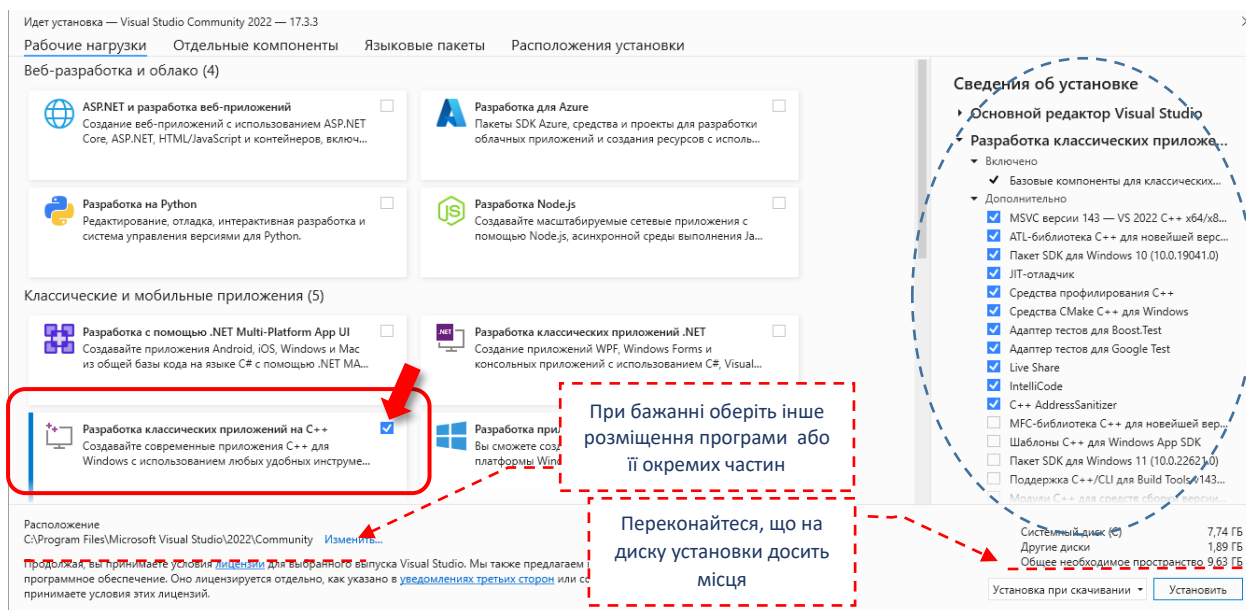 Идет установка — Visual Studio Community 2022 — 17.3.3
Рабочие нагрузки Отдельные компоненты Языковые пакеты Расположения установки
Веб-разработка и облако (4)
ASP.NET и разработка веб-приложений
Создание веб-приложений с использованием ASP.NET
Core, ASP.NET, HTML/JavaScript и контейнеров, включ...
Разработка для Azure
Пакеты SDK Azure, средства и проекты для разработки
облачных приложений и создания ресурсов с исполь...
Разработка на Python
Редактирование, отладка, интерактивная разработка и
система управления версиями для Python.
JS
Разработка Node.js
Создавайте масштабируемые сетевые приложения с
помощью Node.js, асинхронной среды выполнения Ja...
Классические и мобильные приложения (5)
Разработка с помощью .NET Multi-Platform App UI
Создавайте приложения Android, iOS, Windows и Mac
из общей базы кода на языке C# с помощью .NET MA...
.NET
Разработка классических приложений .NET
Создание приложений WPF, Windows Forms и
консольных приложений с использованием C#, Visual...
Разработка классических приложений на C++
Создавайте современные приложения C++ для
Windows с использованием любых удобных инструме...
Разработка
Вы сможете
платформы
При бажанні оберіть інше
розміщення програми або
її окремих частин
Переконайтеся, що на
диску установки досить
місця
Расположение
C:\Program Files\Microsoft Visual Studio\2022\Community Изменить...
Продолжая, вы принимаете условия лицензии для выбранного выпуска Visual Studio. Мы также предлагаем
программное обеспечение. Оно лицензируется отдельно, как указано в уведомлениях третьих сторон или
принимаете условия этих лицензий.
Сведения об установке
Основной редактор Visual Studio
Разработка классических приложе...
Включено
Базовые компоненты для классических...
Дополнительно
MSVC версии 143 — VS 2022 C++ x64/x8...
ATL-библиотека C++ для новейшей верс...
Пакет SDK для Windows 10 (10.0.19041.0)
JIT-отладчик
Средства профилирования C++
Средства CMake C++ для Windows
Адаптер тестов для Boost.Test
Адаптер тестов для Google Test
Live Share
IntelliCode
C++ AddressSanitizer
MFC-библиотека C++ для новейшей вер...
Шаблоны C++ для Windows App SDK
Пакет SDK для Windows 11 (10.0.22621.0)
Поддержка C++/CLI для Build Tools v143...
Модули C++ для средств сборки версии...
Системный диск (C) 7,74 ГБ
Другие диски 1,89 ГБ
Общее необходимое пространство 9,63 ГБ
Установка при скачивании Установить